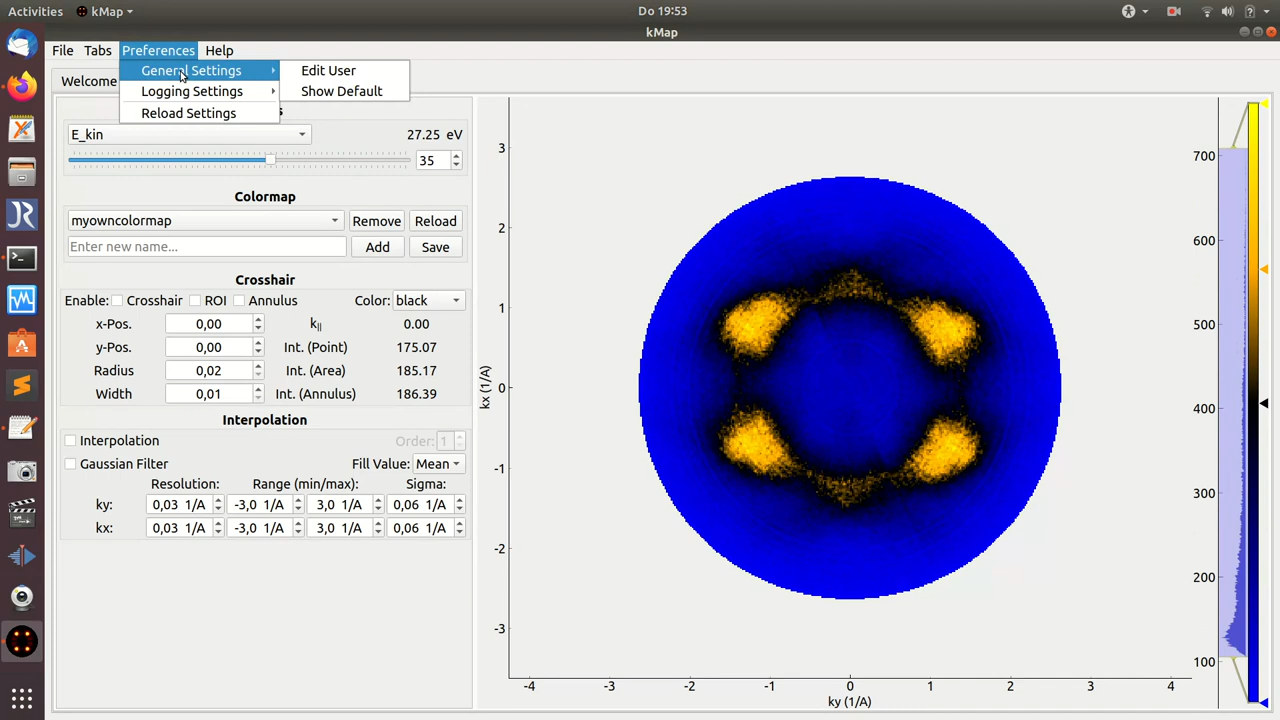 Activities kMap Do 19:53
kMap
File Tabs Preferences Help
General Settings Edit User
Logging Settings Show Default
Reload Settings
Welcome
E_kin 27.25 eV
35
Colormap
myowncolormap Remove Reload
Enter new name... Add Save
Crosshair
Enable: Crosshair ROI Annulus Color: black
x-Pos. 0,00 k|| 0.00
y-Pos. 0,00 Int. (Point) 175.07
Radius 0,02 Int. (Area) 185.17
Width 0,01 Int. (Annulus) 186.39
Interpolation
Interpolation Order: 1
Gaussian Filter Fill Value: Mean
Resolution: Range (min/max): Sigma:
ky: 0,03 1/A -3,0 1/A 3,0 1/A 0,06 1/A
kx: 0,03 1/A -3,0 1/A 3,0 1/A 0,06 1/A
kx (1/A)
3
2
1
0
-1
-2
-3
-4 -3 -2 -1 0 1 2 3 4
ky (1/A)
700
600
500
400
300
200
100